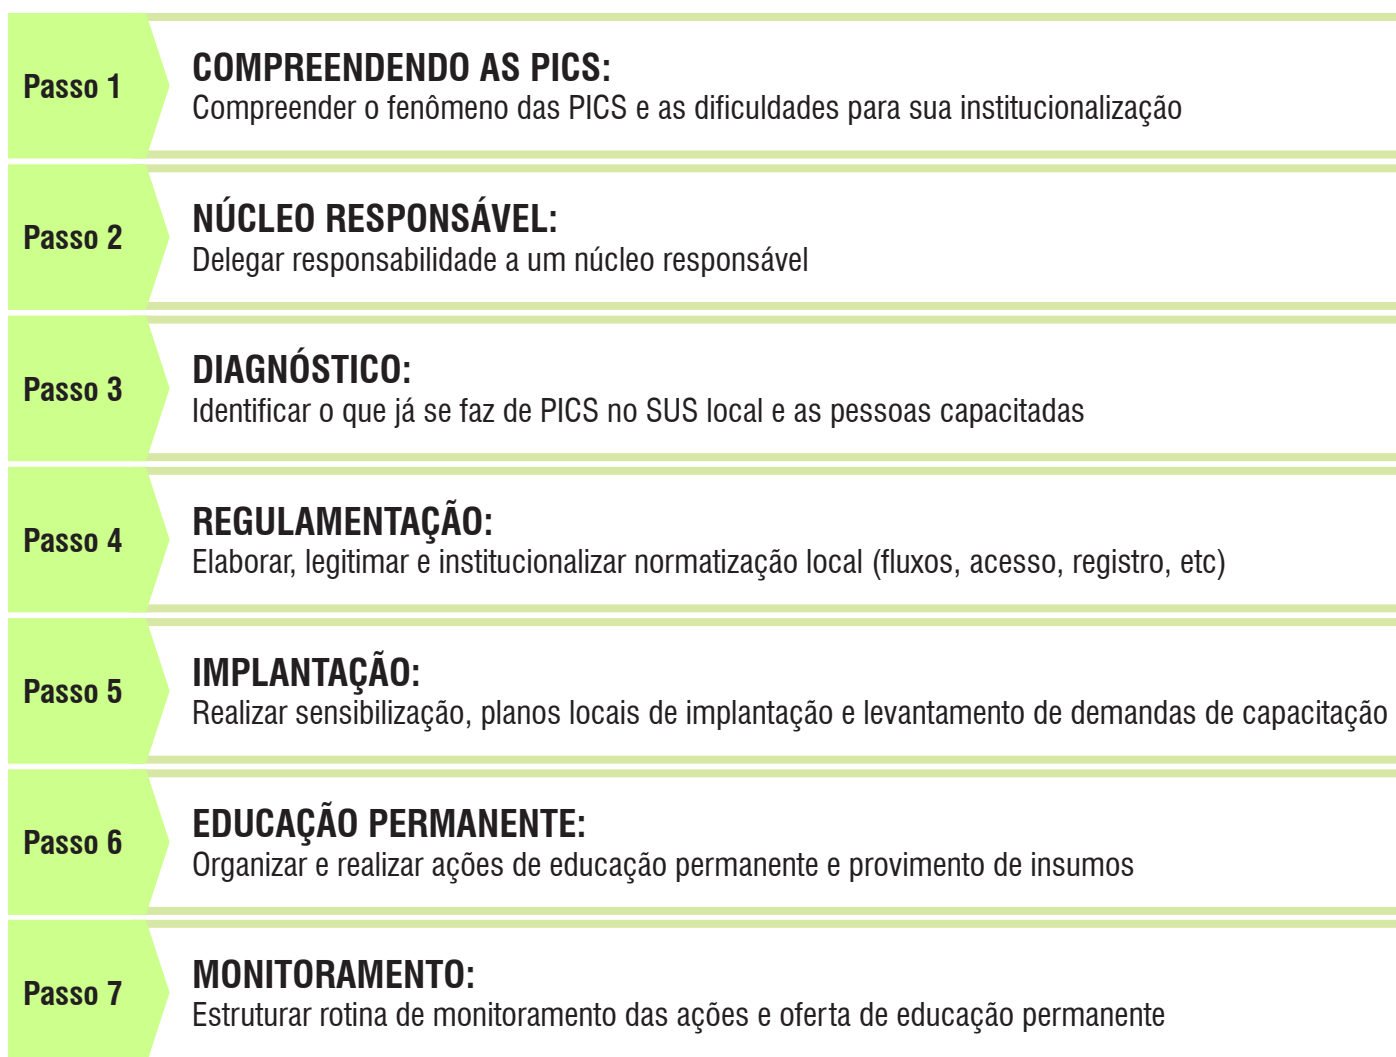 Passo 1
COMPREENDENDO AS PICS:
Compreender o fenômeno das PICS e as dificuldades para sua institucionalização
Passo 2
NÚCLEO RESPONSÁVEL:
Delegar responsabilidade a um núcleo responsável
Passo 3
DIAGNÓSTICO:
Identificar o que já se faz de PICS no SUS local e as pessoas capacitadas
Passo 4
REGULAMENTAÇÃO:
Elaborar, legitimar e institucionalizar normatização local (fluxos, acesso, registro, etc)
Passo 5
IMPLANTAÇÃO:
Realizar sensibilização, planos locais de implantação e levantamento de demandas de capacitação
Passo 6
EDUCAÇÃO PERMANENTE:
Organizar e realizar ações de educação permanente e provimento de insumos
Passo 7
MONITORAMENTO:
Estruturar rotina de monitoramento das ações e oferta de educação permanente